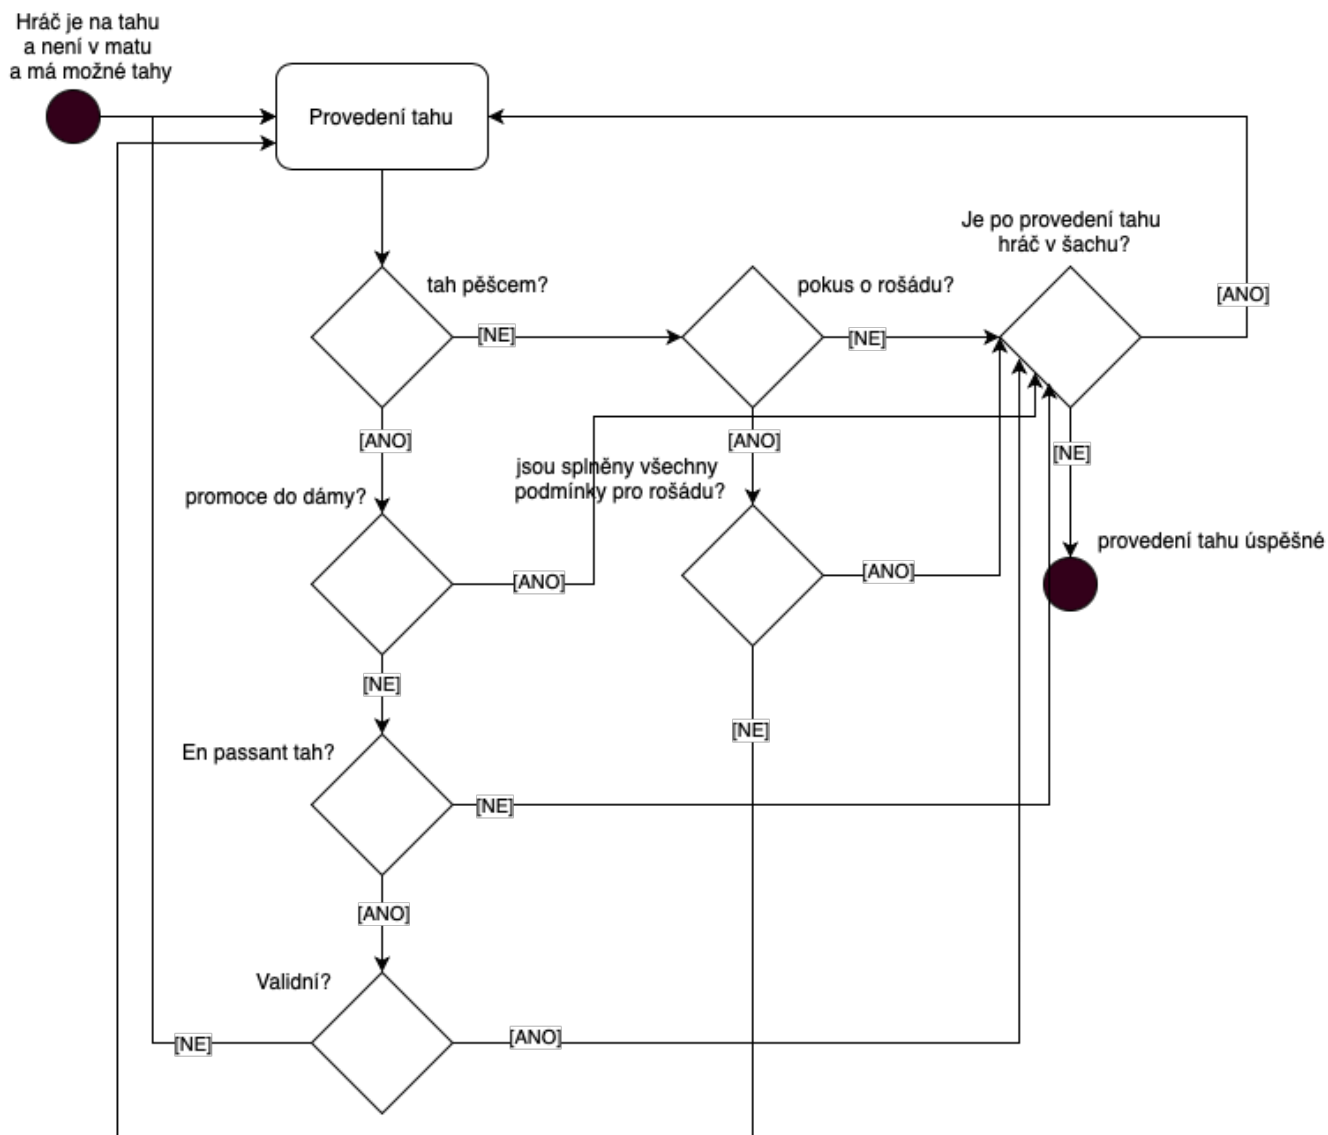 Hráč je na tahu
a není v matu
a má možné tahy
Provedení tahu
Je po provedení tahu
hráč v šachu?
tah pěšcem?
pokus o rošádu?
[ANO]
[NE]
[NE]
[ANO]
[ANO]
[NE]
jsou splněny všechny
podmínky pro rošádu?
promoce do dámy?
provedení tahu úspěšné
[ANO]
[ANO]
[NE]
[NE]
En passant tah?
[NE]
[ANO]
Validní?
[NE]
[ANO]